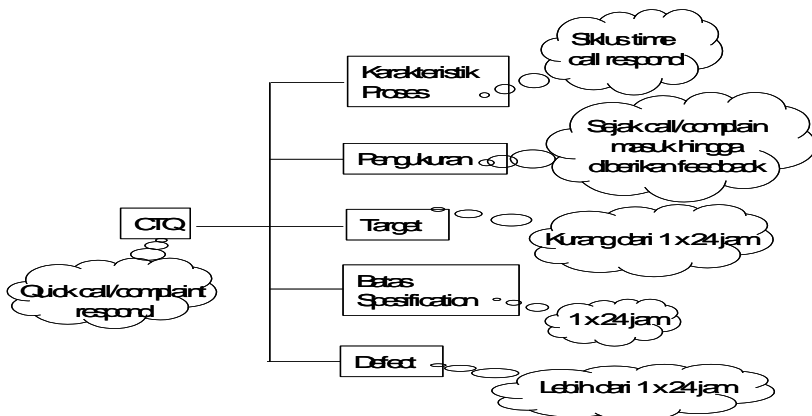 Siklus time
call respond
Karakteristik
Proses
Sejak call/complain
masuk hingga
diberikan feedback
Pengukuran
CTQ
Target
Kurang dari 1 x 24 jam
Quick call/complaint
respond
Batas
Spesification
1 x 24 jam
Defect
Lebih dari 1 x 24 jam